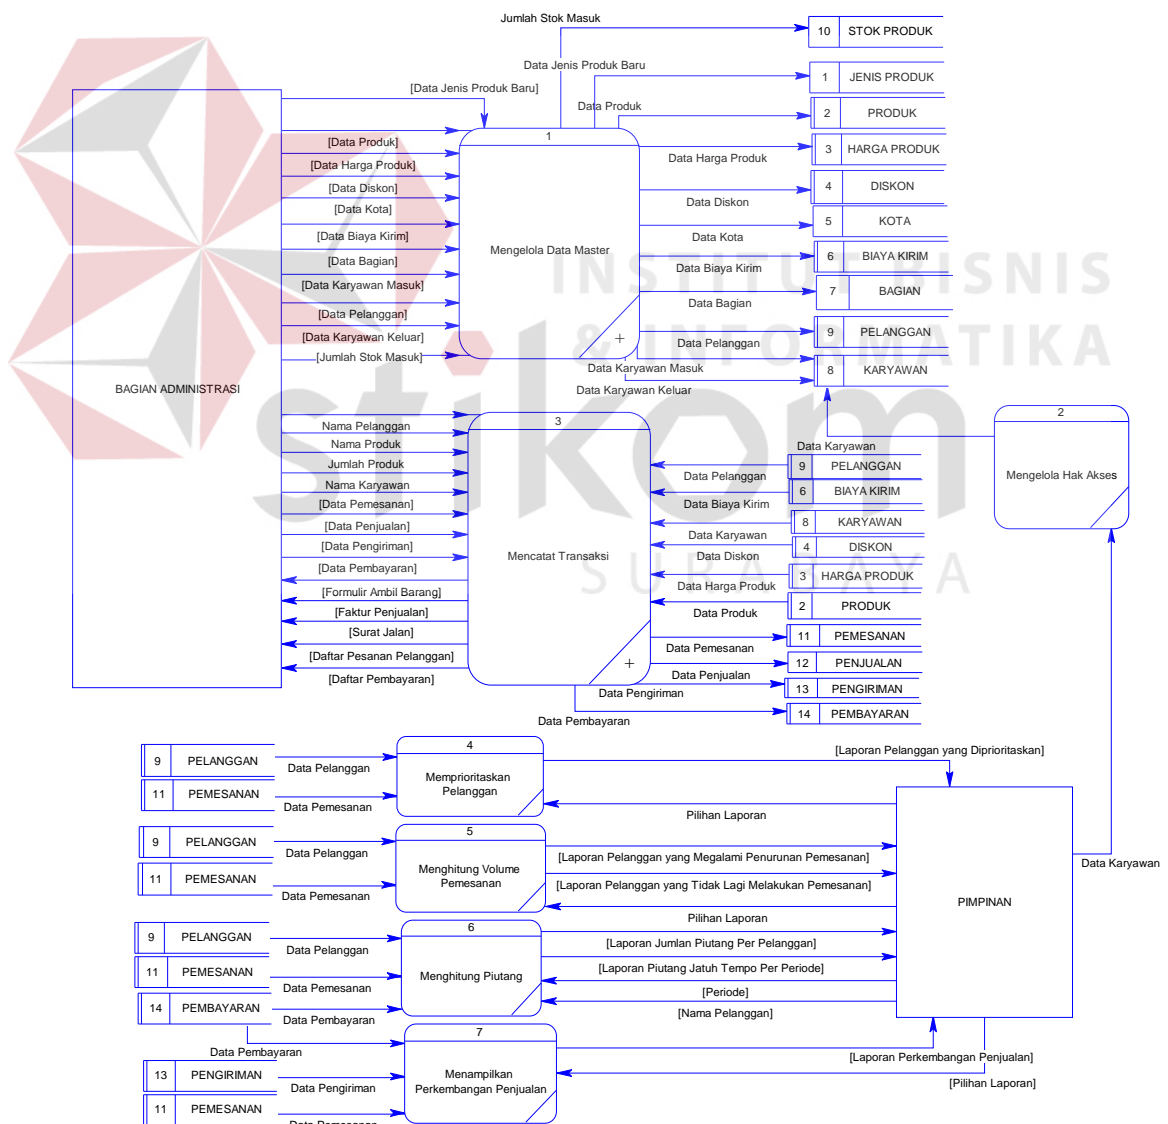 Jumlah Stok Masuk
10 STOK PRODUK
Data Jenis Produk Baru
1 JENIS PRODUK
[Data Jenis Produk Baru]
Data Produk
2 PRODUK
1
[Data Produk]
3 HARGA PRODUK
Data Harga Produk
[Data Harga Produk]
[Data Diskon]
4 DISKON
Data Diskon
[Data Kota]
5 KOTA
Data Kota
[Data Biaya Kirim]
Mengelola Data Master
6 BIAYA KIRIM
[Data Bagian]
Data Biaya Kirim
INSTITUT BISNIS
[Data Karyawan Masuk]
7 BAGIAN
Data Bagian
[Data Pelanggan]
9 PELANGGAN
[Data Karyawan Keluar]
+
Data Pelanggan
& INFORMATIKA
[Jumlah Stok Masuk]
Data Karyawan Masuk
8 KARYAWAN
BAGIAN ADMINISTRASI
Data Karyawan Keluar
stikom
2
3
Nama Pelanggan
Nama Produk
Data Karyawan
Jumlah Produk
9 PELANGGAN
Data Pelanggan
Mengelola Hak Akses
Nama Karyawan
6 BIAYA KIRIM
[Data Pemesanan]
Data Biaya Kirim
[Data Penjualan]
8 KARYAWAN
Data Karyawan
[Data Pengiriman]
Mencatat Transaksi
4 DISKON
Data Diskon
[Data Pembayaran]
3 HARGA PRODUK
Data Harga Produk
SURABAYA
[Formulir Ambil Barang]
2 PRODUK
[Faktur Penjualan]
Data Produk
[Surat Jalan]
11 PEMESANAN
Data Pemesanan
[Daftar Pesanan Pelanggan]
+
12 PENJUALAN
Data Penjualan
[Daftar Pembayaran]
13 PENGIRIMAN
Data Pengiriman
14 PEMBAYARAN
Data Pembayaran
4
9 PELANGGAN
Data Pelanggan
[Laporan Pelanggan yang Diprioritaskan]
Memprioritaskan
Pelanggan
11 PEMESANAN
Data Pemesanan
Pilihan Laporan
5
9 PELANGGAN
Data Pelanggan
[Laporan Pelanggan yang Megalami Penurunan Pemesanan]
Data Karyawan
Menghitung Volume
Pemesanan
11 PEMESANAN
Data Pemesanan
[Laporan Pelanggan yang Tidak Lagi Melakukan Pemesanan]
PIMPINAN
Pilihan Laporan
6
9 PELANGGAN
Data Pelanggan
[Laporan Jumlan Piutang Per Pelanggan]
11 PEMESANAN
Menghitung Piutang
[Laporan Piutang Jatuh Tempo Per Periode]
Data Pemesanan
[Periode]
14 PEMBAYARAN
Data Pembayaran
[Nama Pelanggan]
7
Data Pembayaran
[Laporan Perkembangan Penjualan]
13 PENGIRIMAN
Menampilkan
Perkembangan Penjualan
Data Pengiriman
[Pilihan Laporan]
11 PEMESANAN
Data Pemesanan